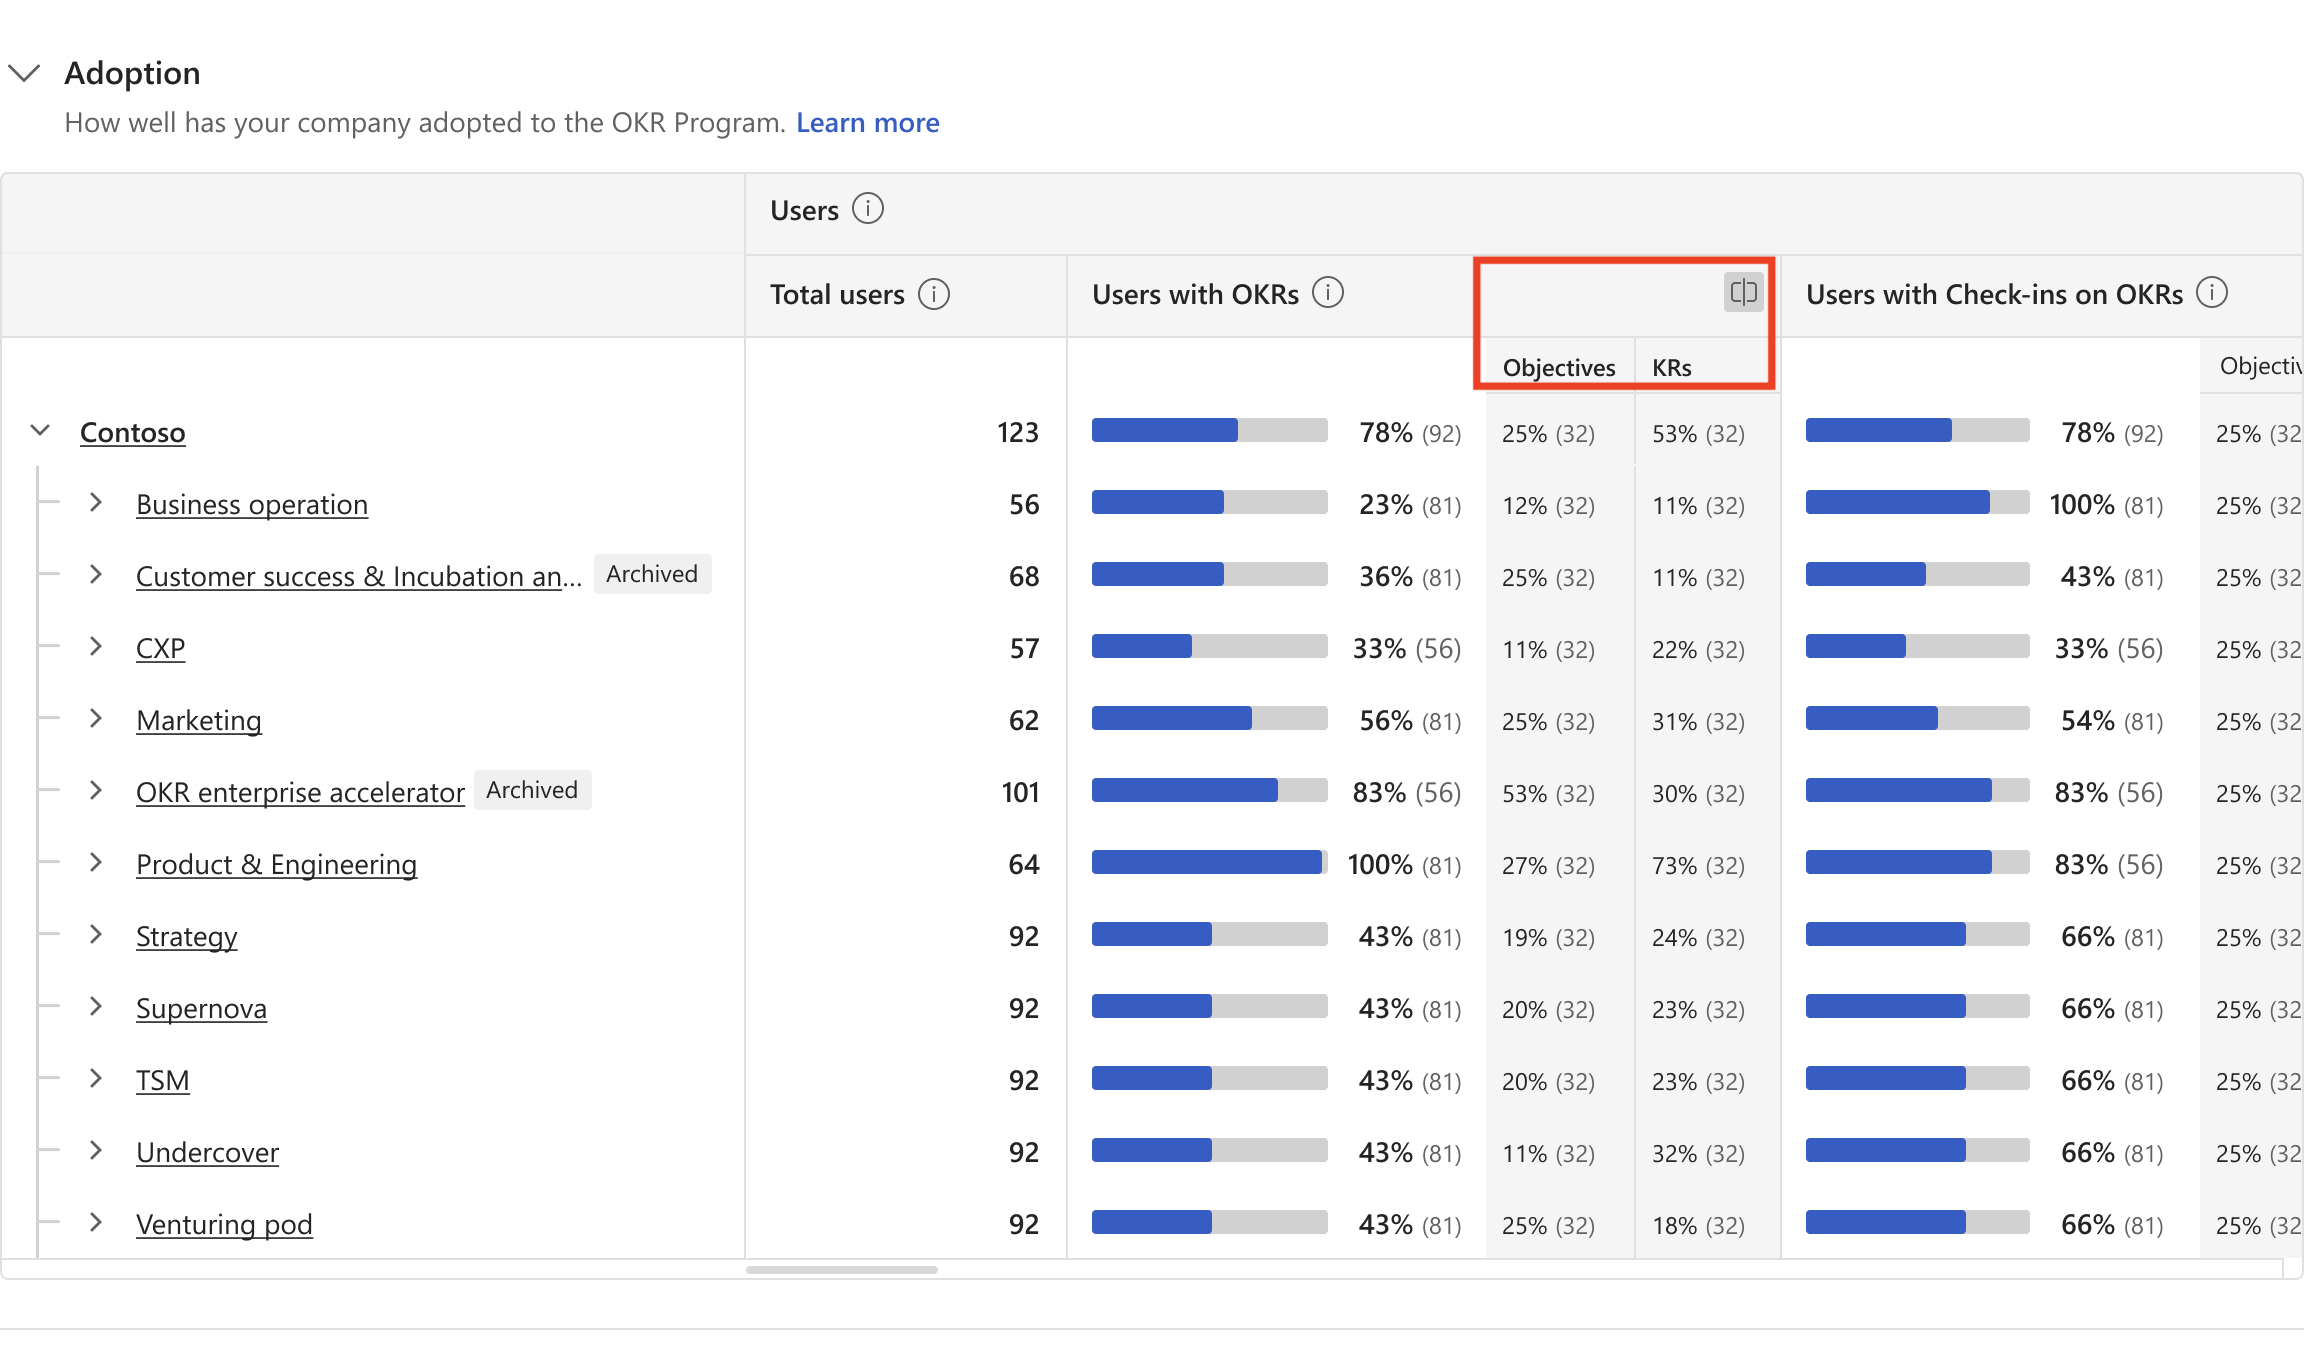 Adoption
How well has your company adopted to the OKR Program. Learn more
Users
Total users Users with OKRs Users with Check-ins on OKRs
Objectives KRs Objectiv
Contoso 123 78% (92) 25% (32) 53% (32) 78% (92) 25% (32
Business operation 56 23% (81) 12% (32) 11% (32) 100% (81) 25% (32
Customer success & Incubation an... Archived 68 36% (81) 25% (32) 11% (32) 43% (81) 25% (32
CXP 57 33% (56) 11% (32) 22% (32) 33% (56) 25% (32
Marketing 62 56% (81) 25% (32) 31% (32) 54% (81) 25% (32
OKR enterprise accelerator Archived 101 83% (56) 53% (32) 30% (32) 83% (56) 25% (32
Product & Engineering 64 100% (81) 27% (32) 73% (32) 83% (56) 25% (32
Strategy 92 43% (81) 19% (32) 24% (32) 66% (81) 25% (32
Supernova 92 43% (81) 20% (32) 23% (32) 66% (81) 25% (32
TSM 92 43% (81) 20% (32) 23% (32) 66% (81) 25% (32
Undercover 92 43% (81) 11% (32) 32% (32) 66% (81) 25% (32
Venturing pod 92 43% (81) 25% (32) 18% (32) 66% (81) 25% (32